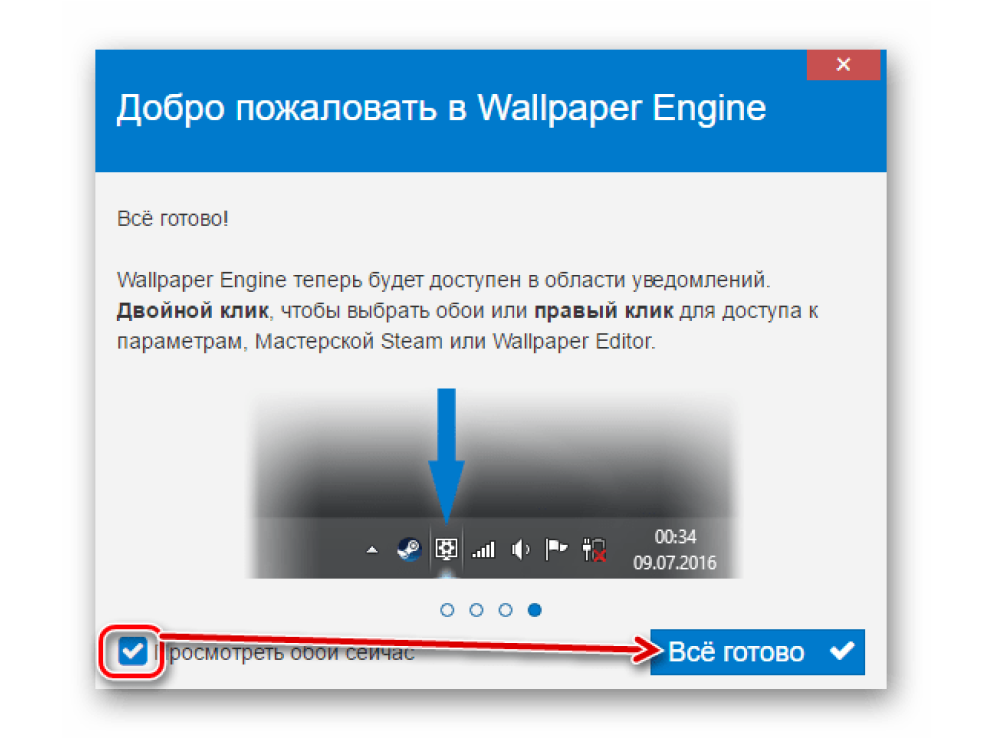 Добро пожаловать в Wallpaper Engine
Всё готово!
Wallpaper Engine теперь будет доступен в области уведомлений.
Двойной клик, чтобы выбрать обои или правый клик для доступа к
параметрам, Мастерской Steam или Wallpaper Editor.
00:34
09.07.2016
Просмотреть обои сейчас
Всё готово